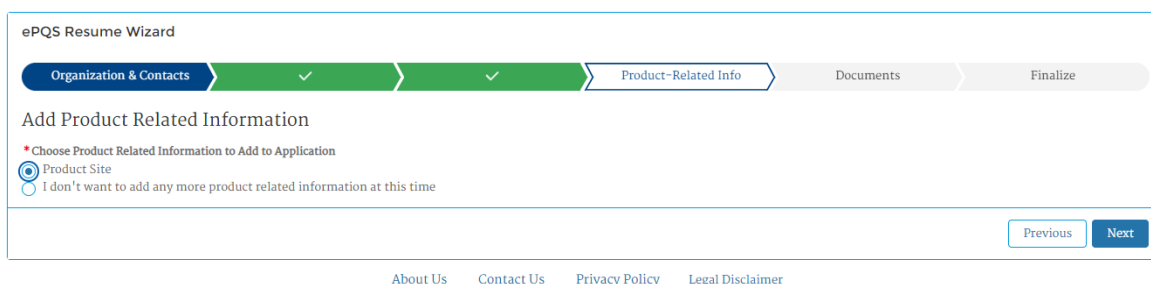 ePQS Resume Wizard
Organization & Contacts
Product-Related Info
Documents
Finalize
Add Product Related Information
*Choose Product Related Information to Add to Application
Product Site
I don't want to add any more product related information at this time
Previous
Next
About Us
Contact Us
Privacy Policy
Legal Disclaimer